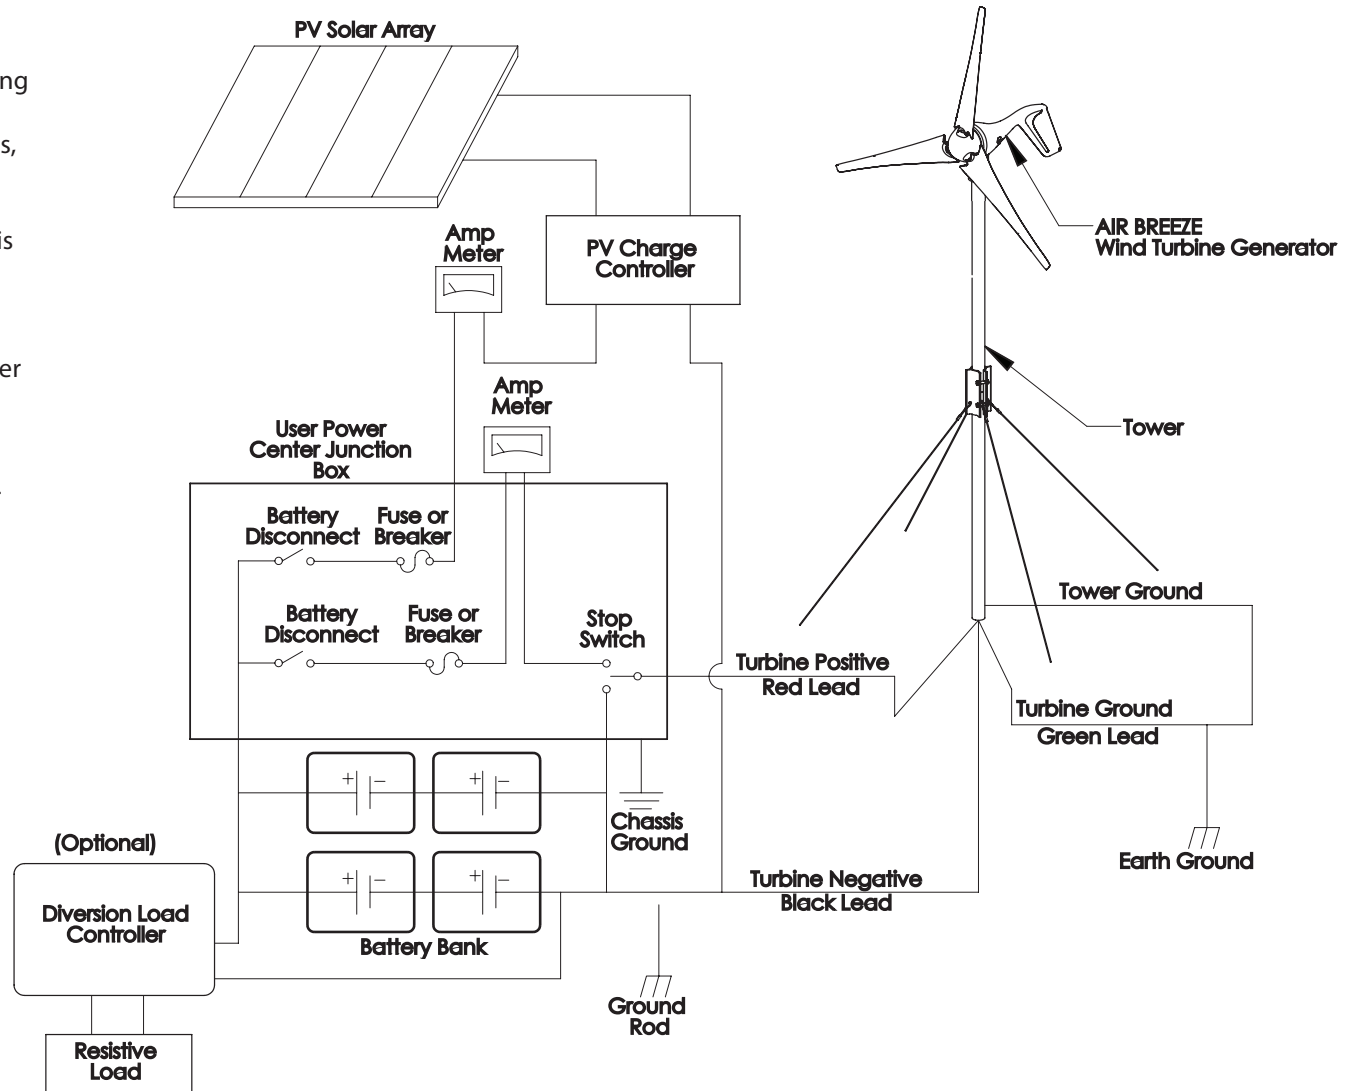 ing
s,
is
er
PV Solar Array
Amp
Meter
PV Charge
Controller
AIR BREEZE
Wind Turbine Generator
Amp
Meter
Tower
User Power
Center Junction
Box
Battery
Disconnect
Fuse or
Breaker
Battery
Disconnect
Fuse or
Breaker
Stop
Switch
Tower Ground
Turbine Positive
Red Lead
Turbine Ground
Green Lead
+ - + -
Chassis
Ground
(Optional)
Earth Ground
+ - + -
Turbine Negative
Black Lead
Diversion Load
Controller
Battery Bank
Ground
Rod
Resistive
Load